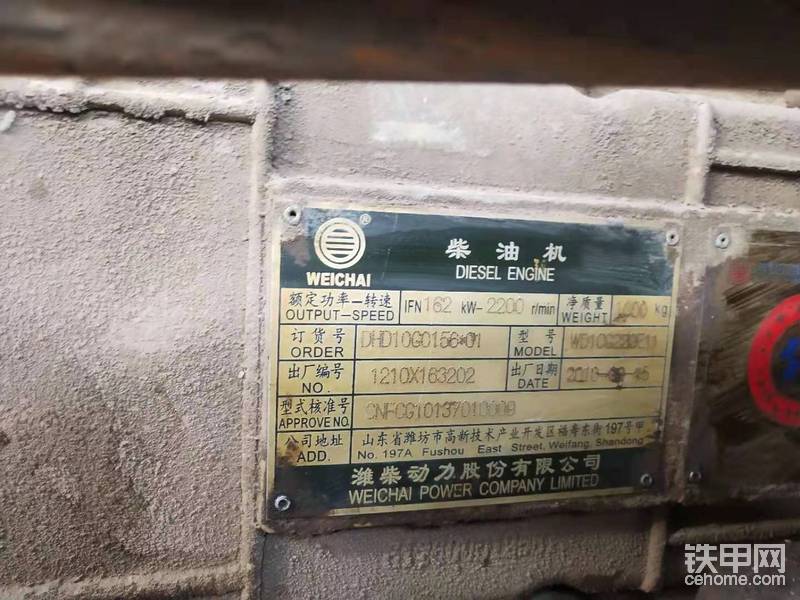 WEICHAI ®
柴油机
DIESEL ENGINE
额定功率—转速 IFN 162 kW- 2200 r/min 净质量 kg
OUTPUT—SPEED WEIGHT
订货号 DHD10G0156*01 型号
ORDER MODEL
出厂编号 1210X163202 出厂日期
NO. DATE
型式核准号
APPROVE NO.
公司地址 山东省潍坊市高新技术产业开发区福寿东街197号甲
ADD. No. 197A Fushou East Street, Weifang, Shandong
潍柴动力股份有限公司
WEICHAI POWER COMPANY LIMITED
铁甲网
cehome.com